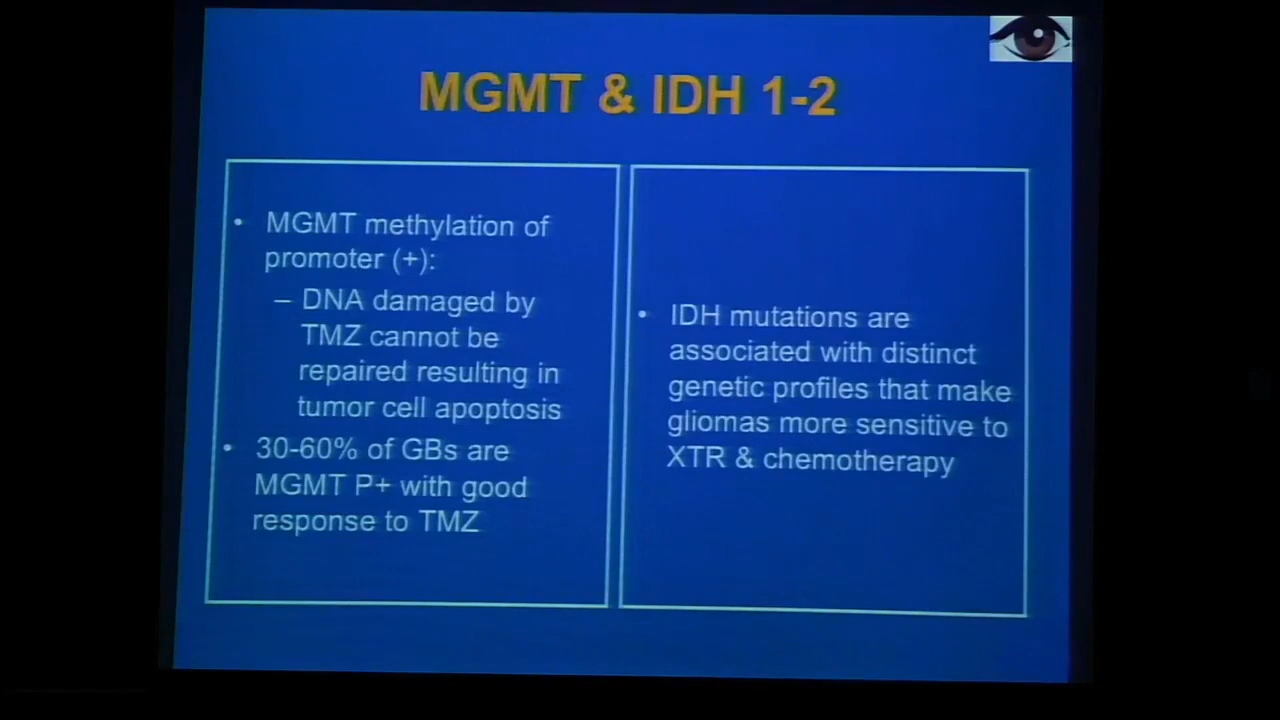 MGMT & IDH 1-2
• MGMT methylation of
promoter (+):
– DNA damaged by
TMZ cannot be
repaired resulting in
tumor cell apoptosis
• 30-60% of GBs are
MGMT P+ with good
response to TMZ
• IDH mutations are
associated with distinct
genetic profiles that make
gliomas more sensitive to
XTR & chemotherapy